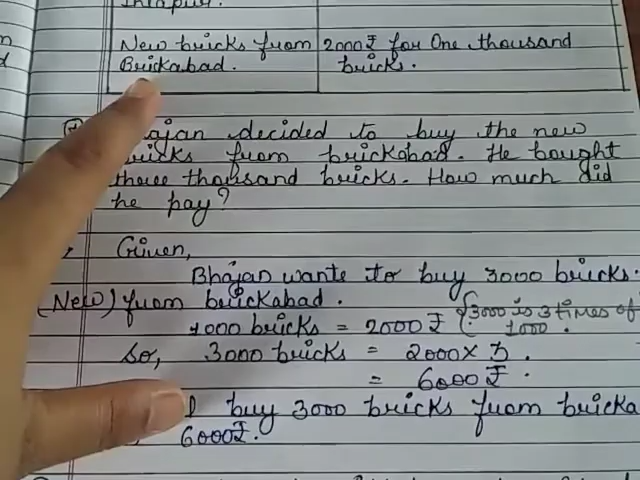 New bricks from 2000₹ for One thousand
Brickabad. bricks.
decided to buy the new
from brickabad. He bought
three thousand bricks. How much did
he pay?
Given,
Bhajan wants to buy 3000 bricks.
(New) from brickabad.
1000 bricks = 2000₹ {3000 is 3 times of
1000.
So, 3000 bricks = 2000 × 3.
= 6000₹.
buy 3000 bricks from bricka
6000₹.